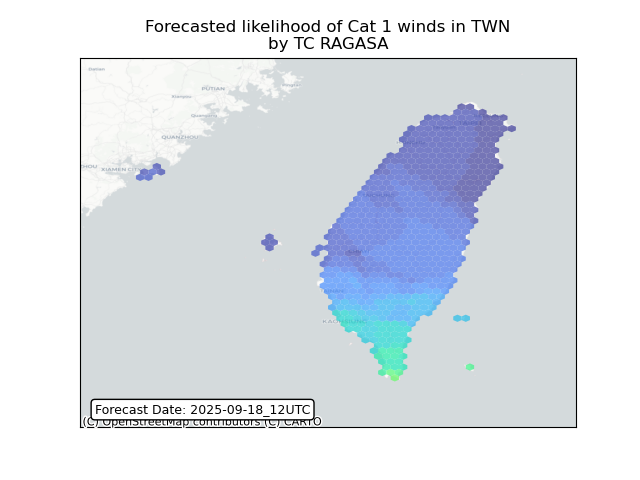 Forecasted likelihood of Cat 1 winds in TWN
by TC RAGASA
PUTIAN
QUANZHOU
XIAMEN CITY
Forecast Date: 2025-09-18_12UTC
(C) OpenStreetMap contributors (C) CARTO